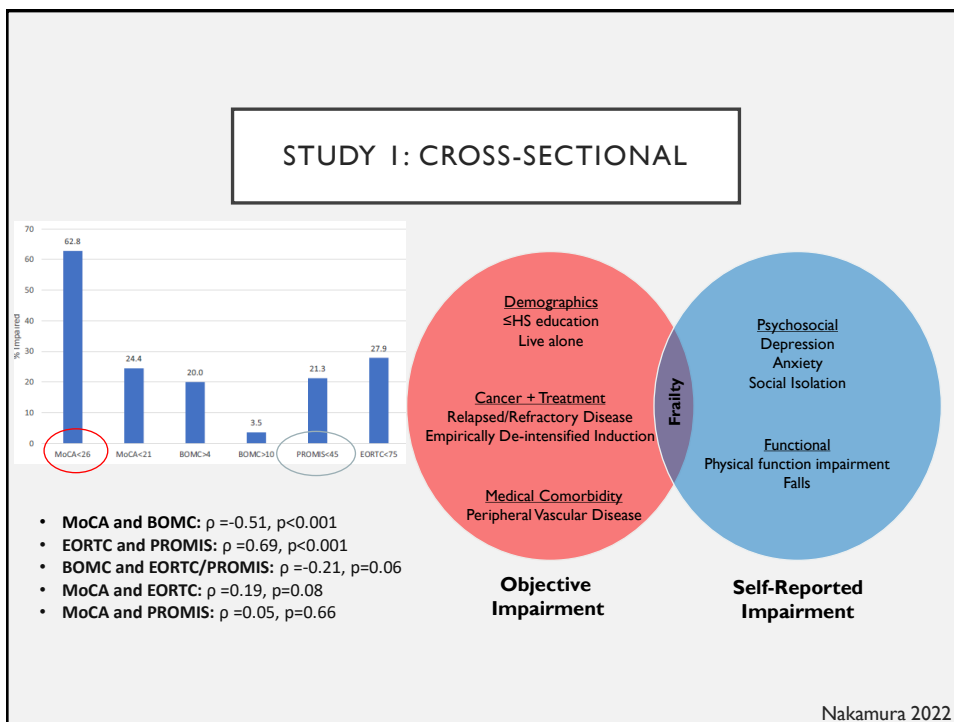 STUDY 1: CROSS-SECTIONAL
% Impaired
70
60
50
40
30
20
10
0
62.8
24.4
20.0
3.5
21.3
27.9
MoCA<26 MoCA<21 BOMC>4 BOMC>10 PROMIS<45 EORTC<75
• MoCA and BOMC: ρ =-0.51, p<0.001
• EORTC and PROMIS: ρ =0.69, p<0.001
• BOMC and EORTC/PROMIS: ρ =-0.21, p=0.06
• MoCA and EORTC: ρ =0.19, p=0.08
• MoCA and PROMIS: ρ =0.05, p=0.66
Demographics
≤HS education
Live alone
Cancer + Treatment
Relapsed/Refractory Disease
Empirically De-intensified Induction
Medical Comorbidity
Peripheral Vascular Disease
Frailty
Psychosocial
Depression
Anxiety
Social Isolation
Functional
Physical function impairment
Falls
Objective
Impairment
Self-Reported
Impairment
Nakamura 2022